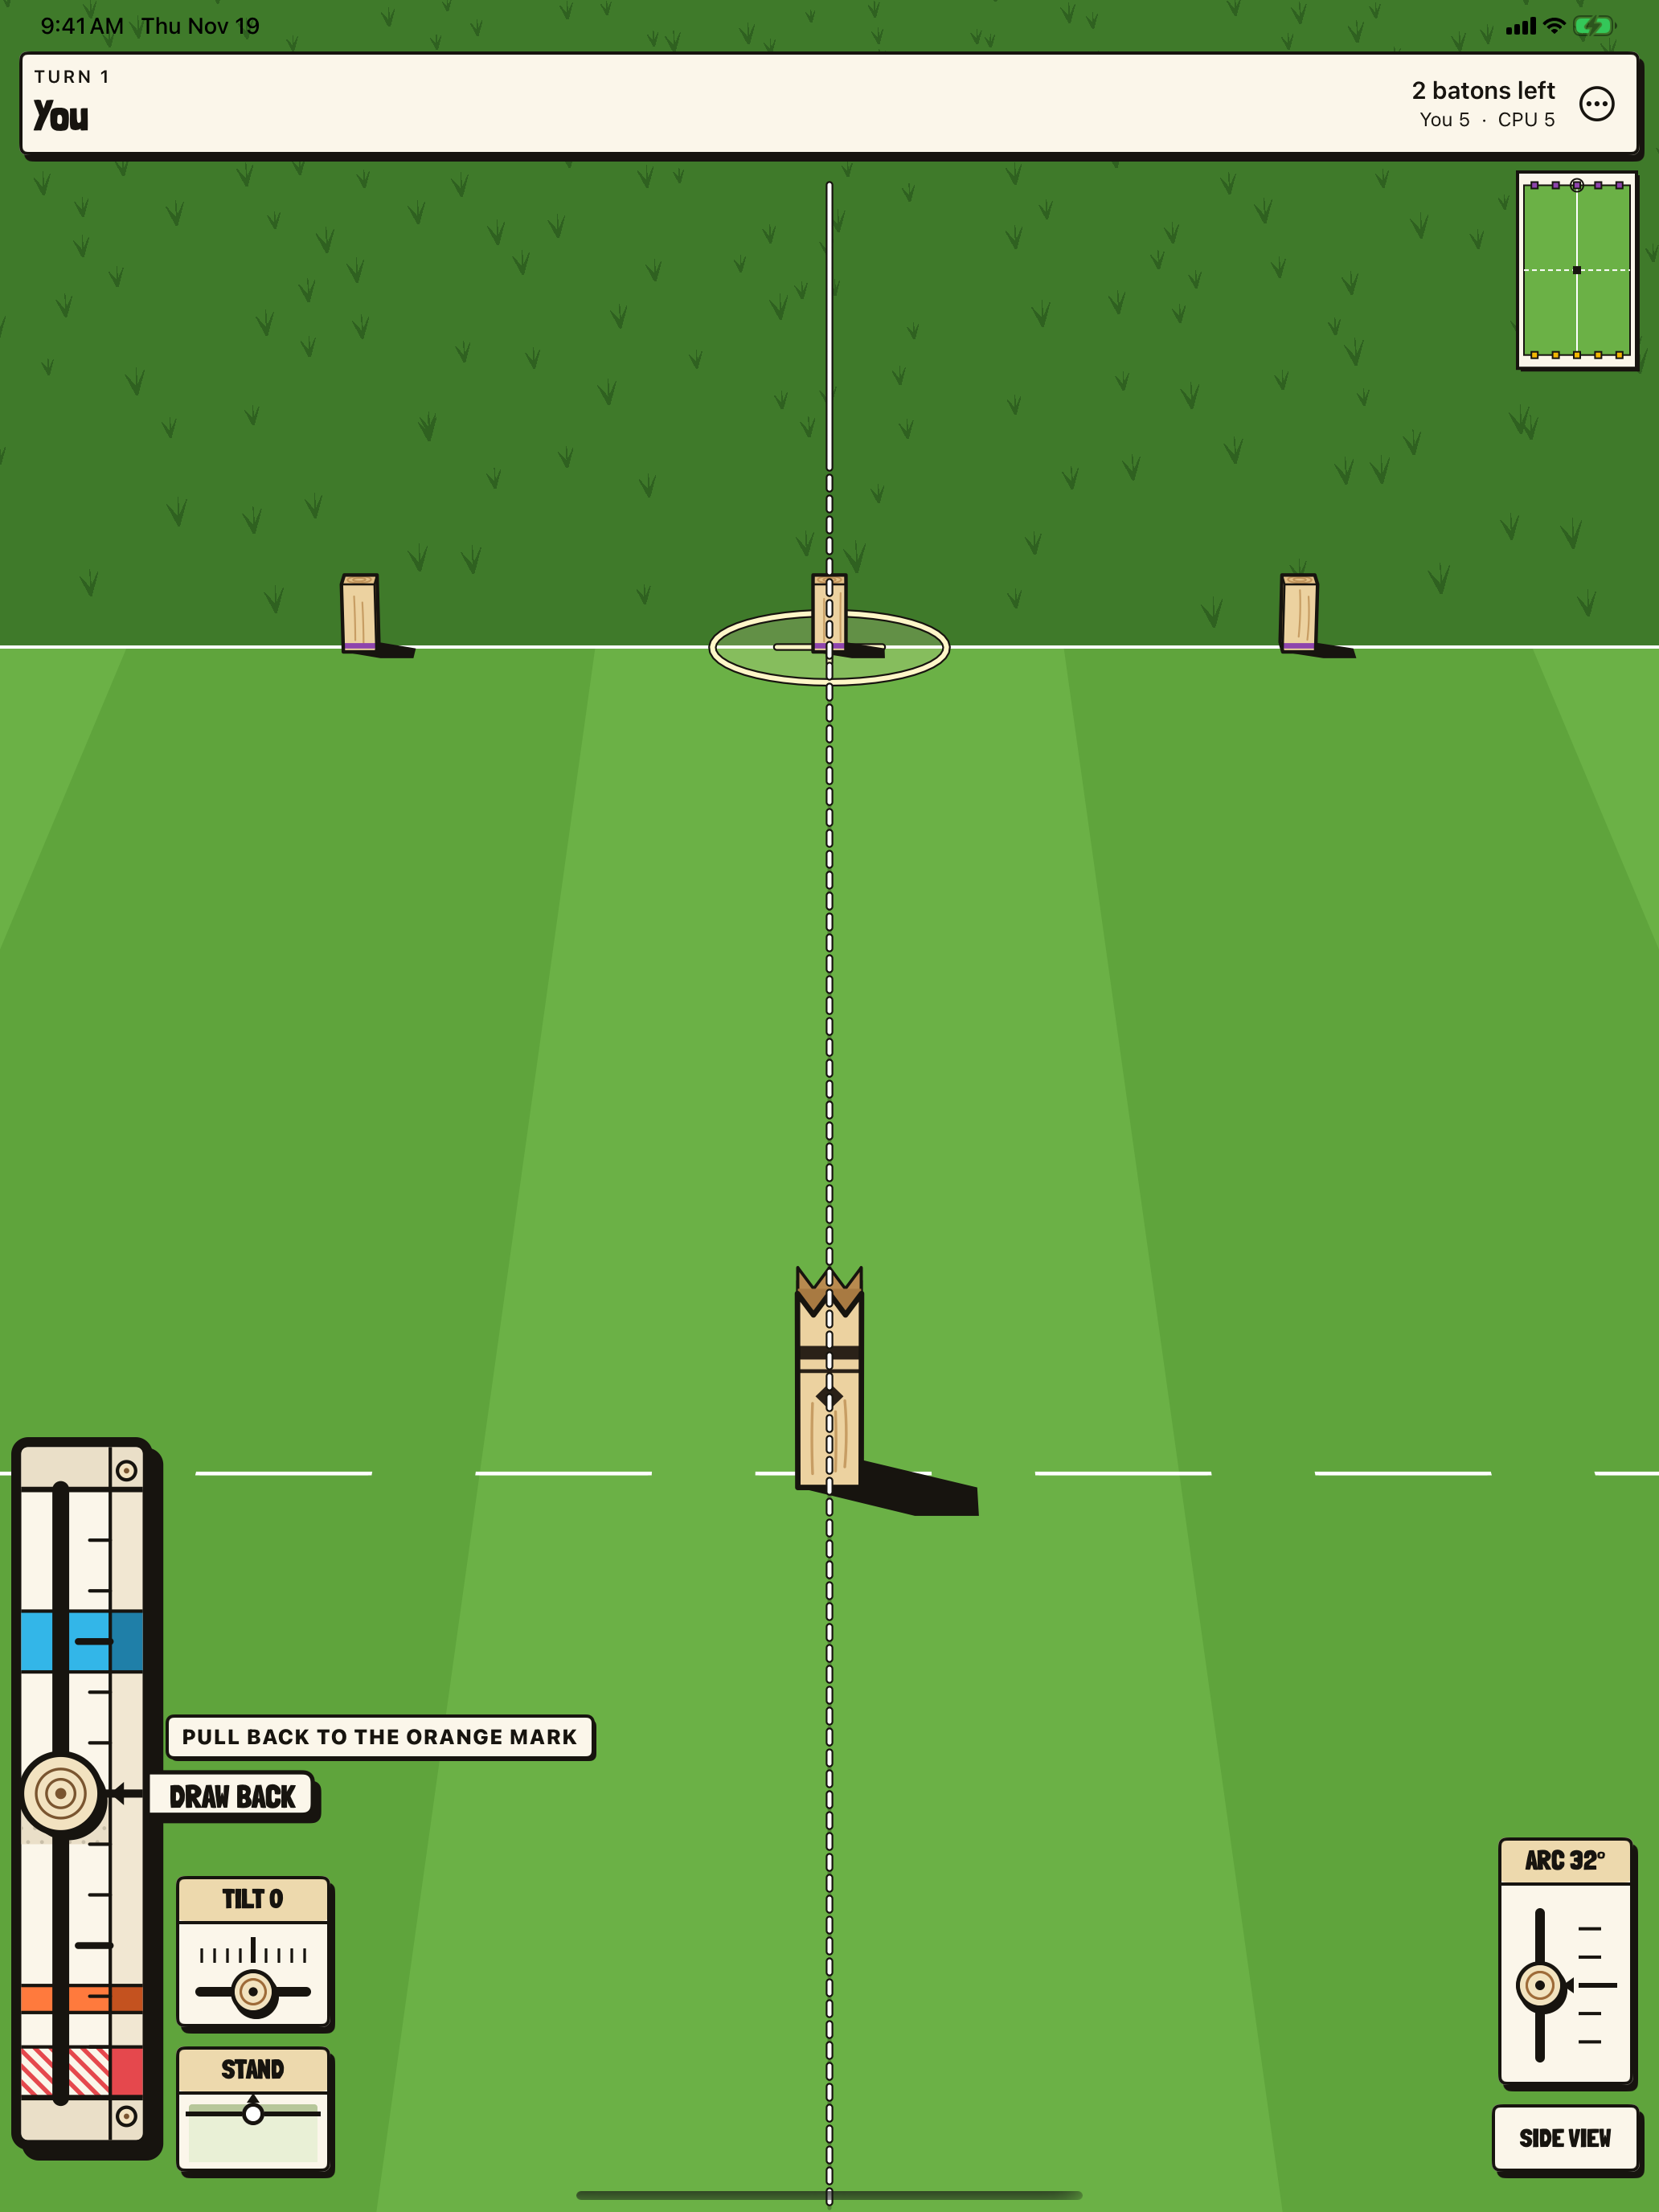 9:41 AM Thu Nov 19
TURN 1
You
2 batons left
You 5 · CPU 5
PULL BACK TO THE ORANGE MARK
DRAW BACK
TILT 0
STAND
ARC 32°
SIDE VIEW